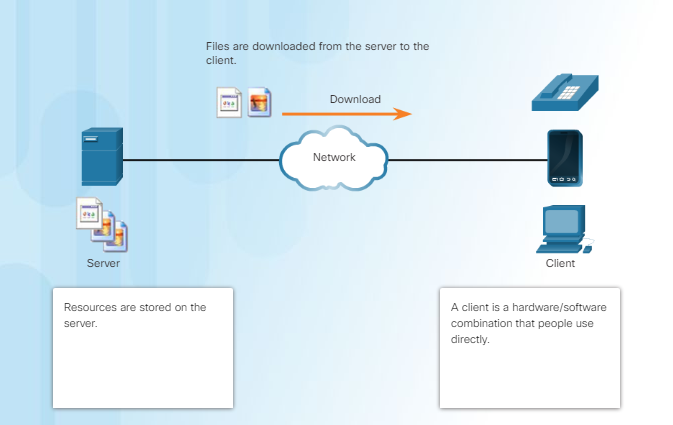 Files are downloaded from the server to the
client.
Download
Network
Server
Client
Resources are stored on the
server.
A client is a hardware/software
combination that people use
directly.